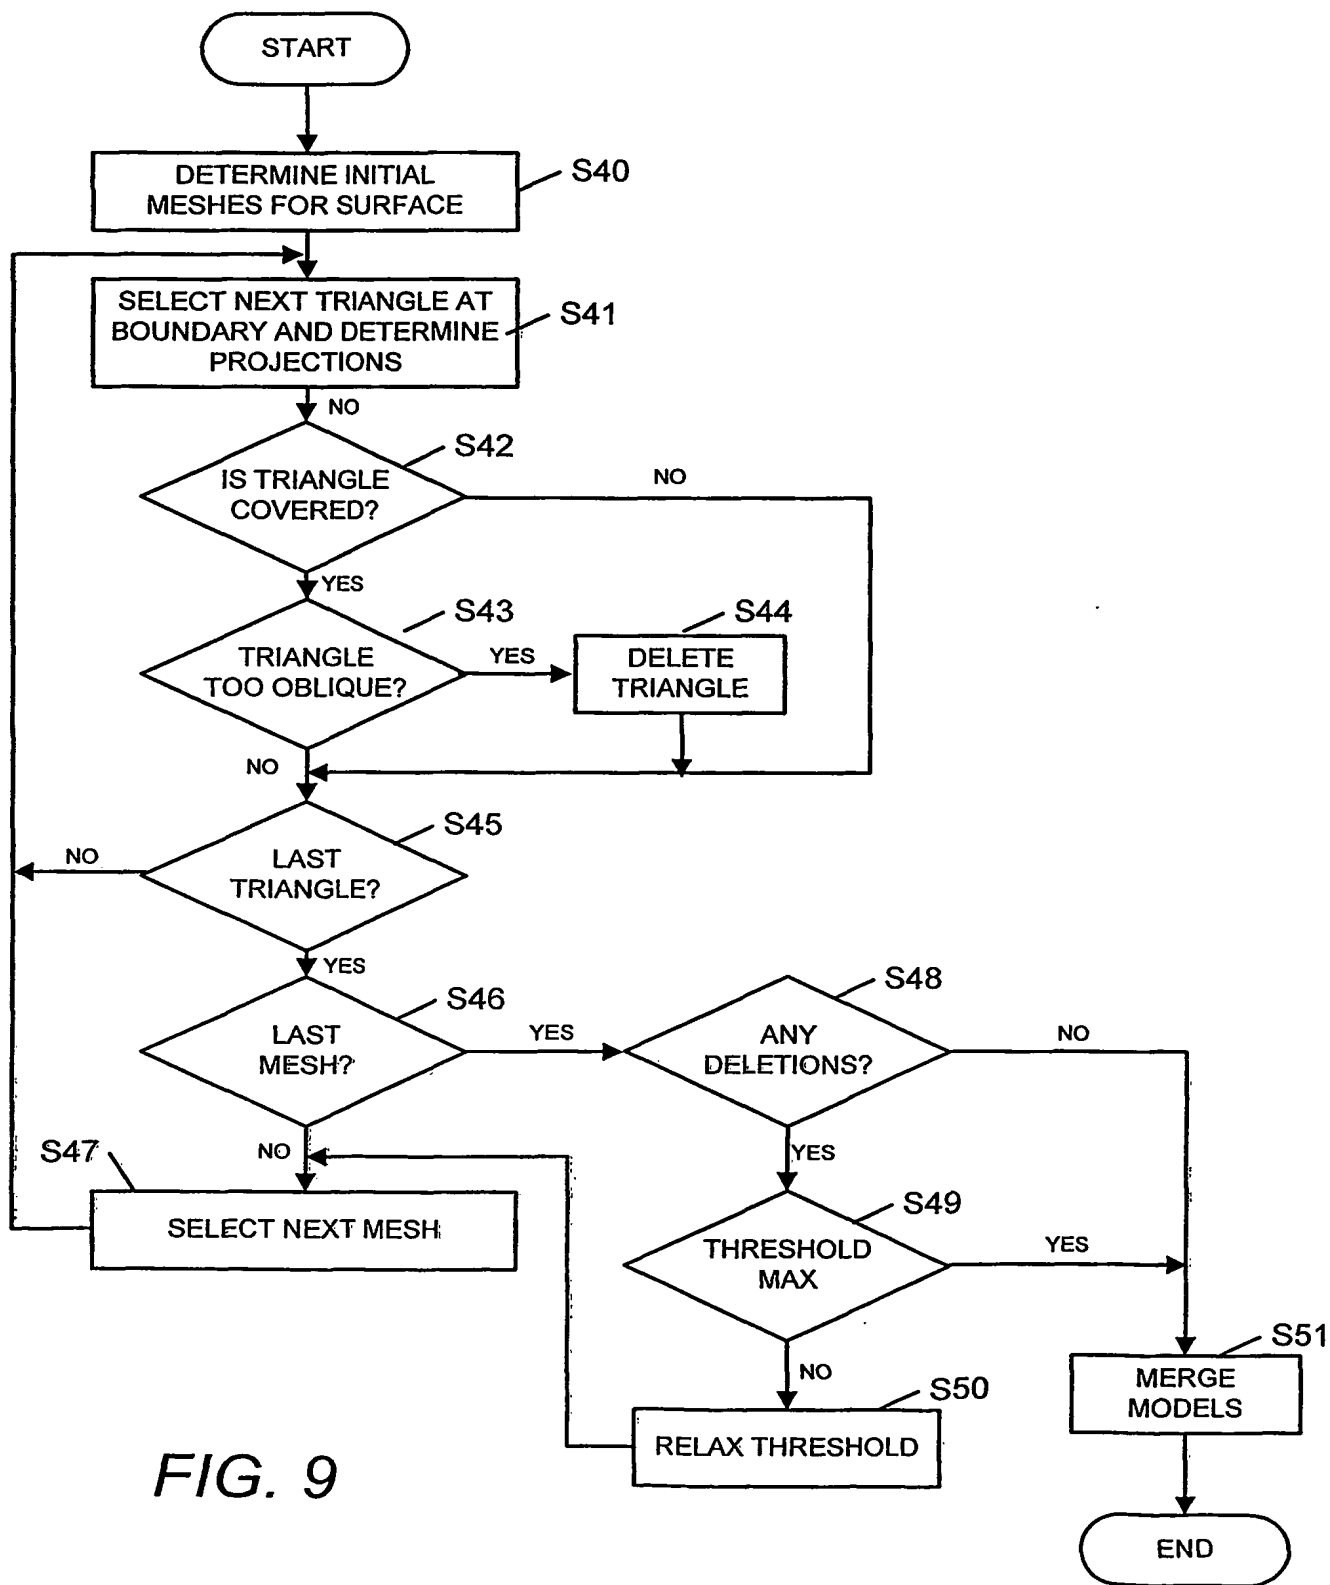 START
DETERMINE INITIAL
MESHES FOR SURFACE
S40
SELECT NEXT TRIANGLE AT
BOUNDARY AND DETERMINE
PROJECTIONS
S41
NO
IS TRIANGLE
COVERED?
S42
NO
YES
TRIANGLE
TOO OBLIQUE?
S43
YES
DELETE
TRIANGLE
S44
NO
LAST
TRIANGLE?
S45
NO
YES
LAST
MESH?
S46
YES
ANY
DELETIONS?
S48
NO
NO
YES
S47
SELECT NEXT MESH
THRESHOLD
MAX
S49
YES
NO
RELAX THRESHOLD
S50
MERGE
MODELS
S51
END
FIG. 9